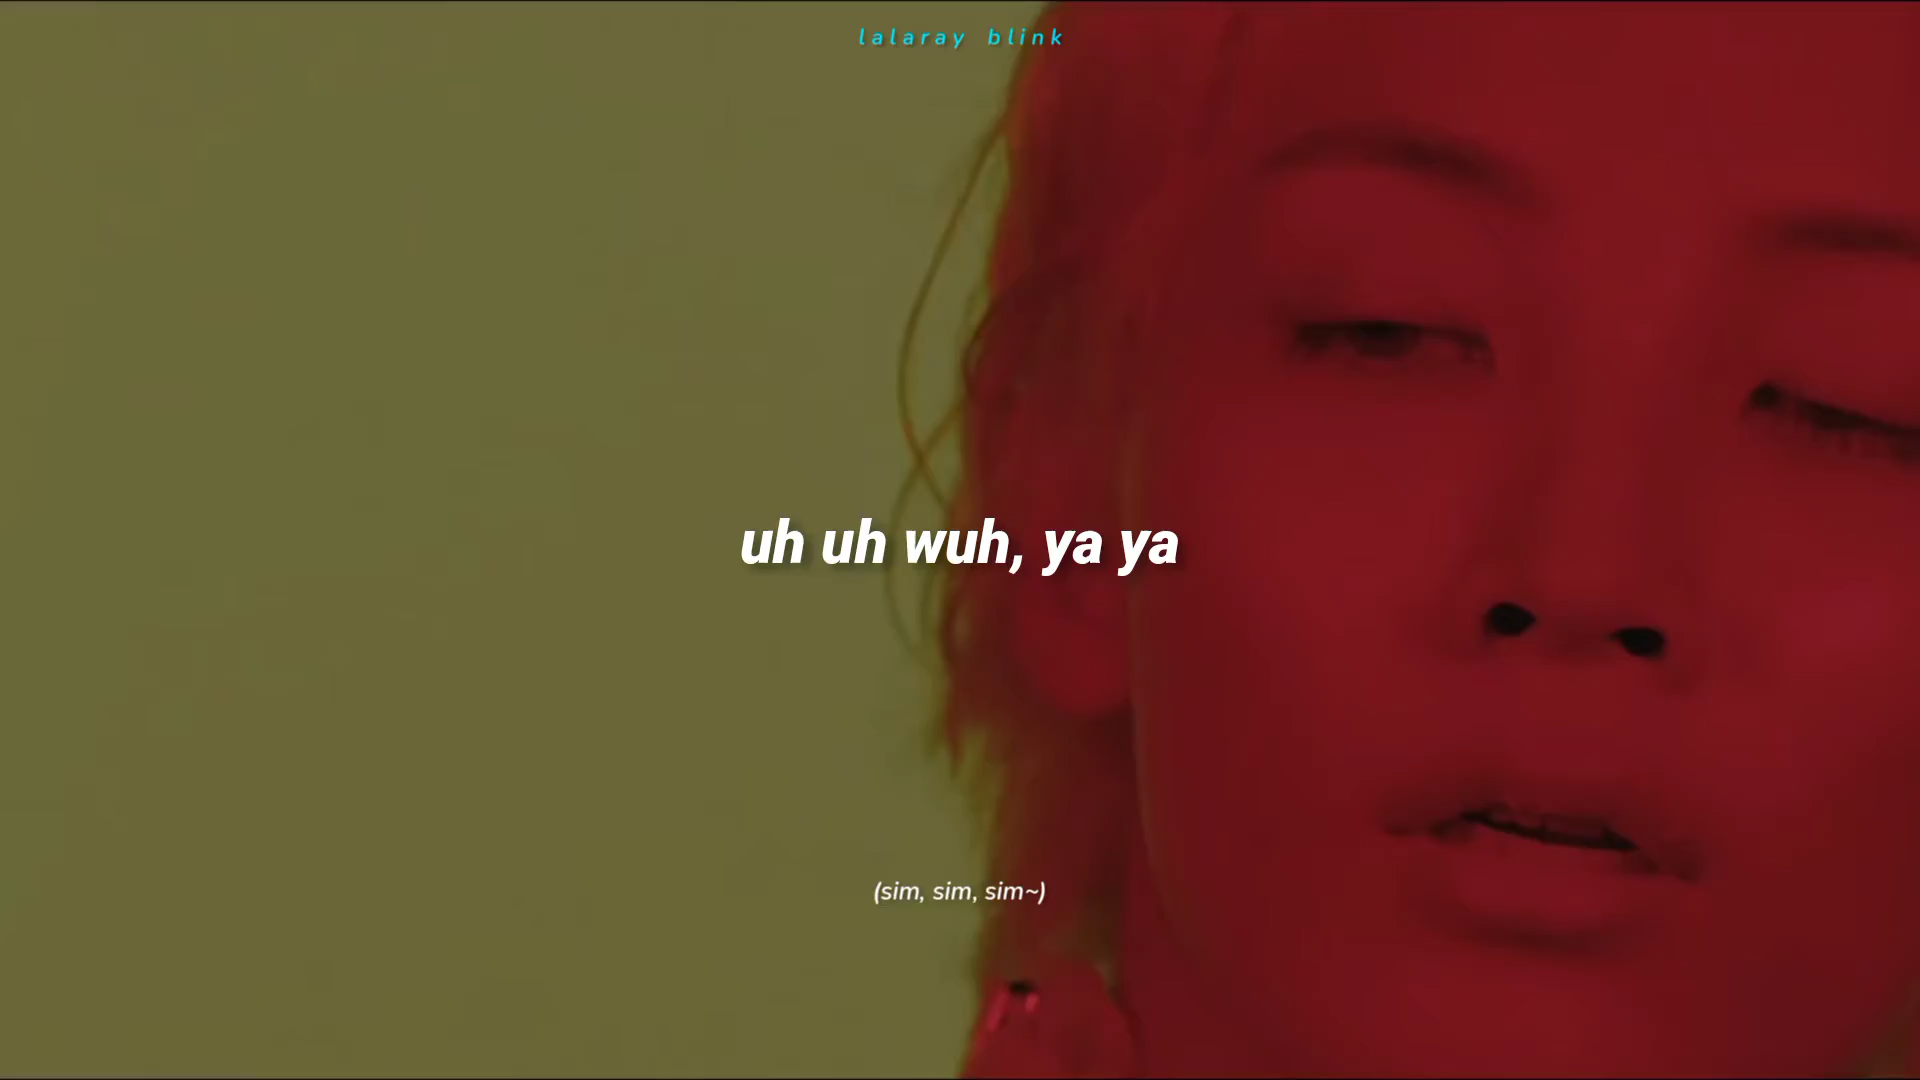 lalaray blink
uh uh wuh, ya ya
(sim, sim, sim~)